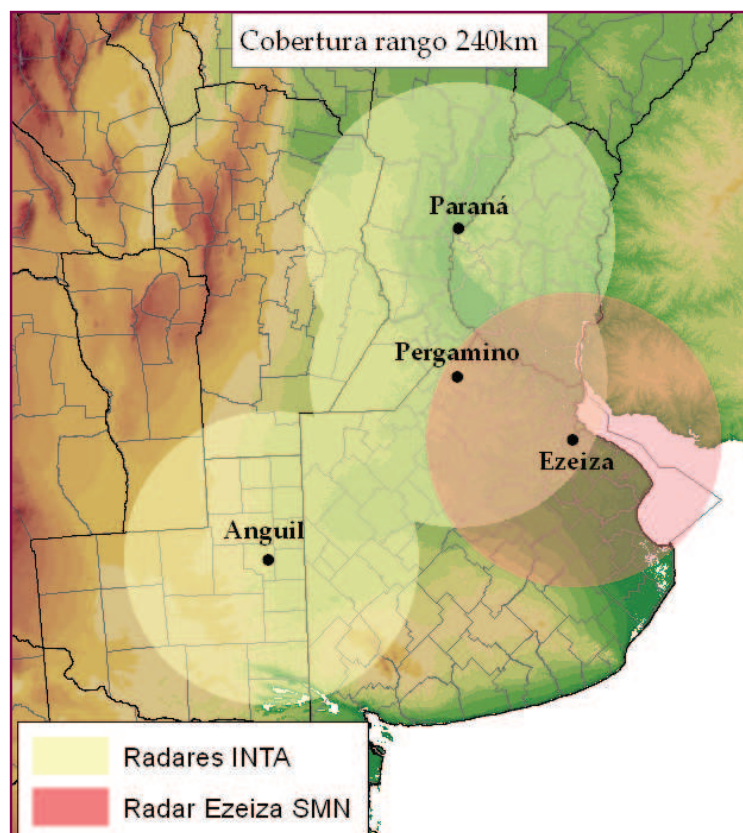 Cobertura rango 240km
Paraná
Pergamino
Ezeiza
Anguil
Radares INTA
Radar Ezeiza SMN